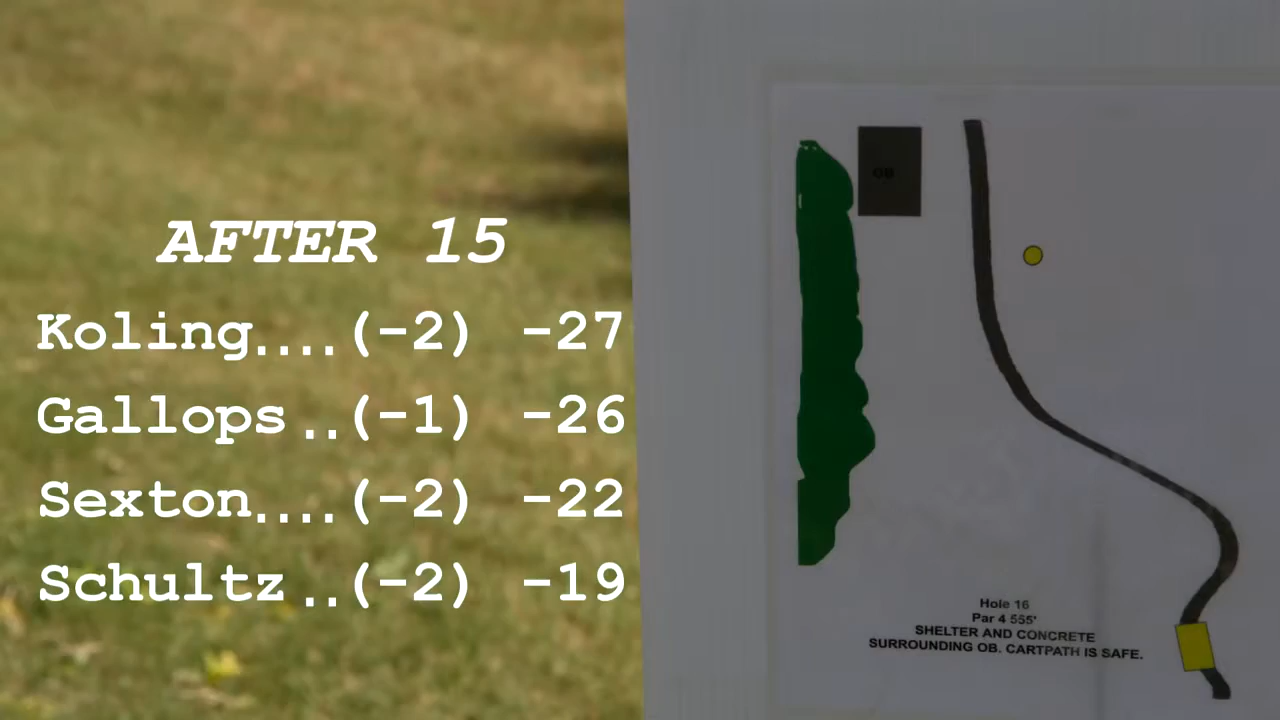 AFTER 15
Koling....(-2) -27
Gallops ..(-1) -26
Sexton....(-2) -22
Schultz ..(-2) -19
OB
Hole 16
Par 4 555'
SHELTER AND CONCRETE
SURROUNDING OB. CARTPATH IS SAFE.